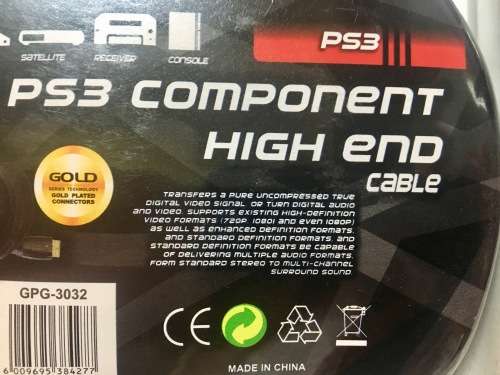 SATELLITE RECEIVER CONSOLE
PS3
PS3 COMPONENT
HIGH END
CABLE
GOLD
SERIES TECHNOLOGY
GOLD PLATED
CONNECTORS
TRANSFERS A PURE UNCOMPRESSED TRUE
DIGITAL VIDEO SIGNAL. OR TURN DIGITAL AUDIO
AND VIDEO. SUPPORTS EXISTING HIGH-DEFINITION
VIDEO FORMATS (720P. 1080I AND EVEN 1080P)
AS WELL AS ENHANCED DEFINITION FORMATS.
AND STANDARD DEFINITION FORMATS. AND
STANDARD DEFINITION FORMATS BE CAPABLE
OF DELIVERING MULTIPLE AUDIO FORMATS.
FORM STANDARD STEREO TO MULTI-CHANNEL
SURROUND SOUND.
GPG-3032
6 009695 384277
CE
MADE IN CHINA